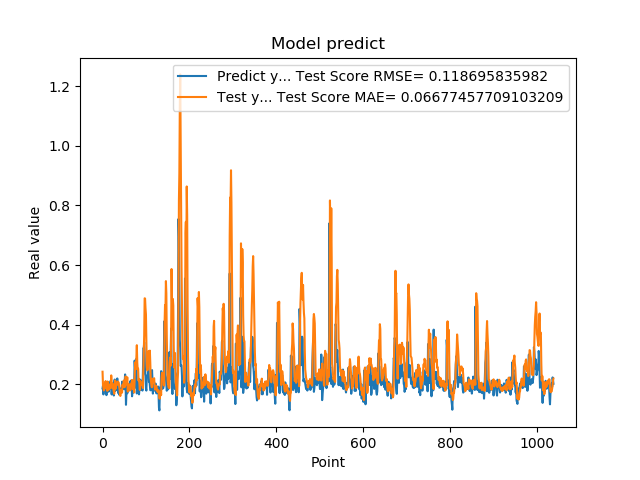 Model predict
Predict y... Test Score RMSE= 0.118695835982
Test y... Test Score MAE= 0.06677457709103209
1.2
1.0
0.8
0.6
0.4
0.2
Real value
0
200
400
600
800
1000
Point